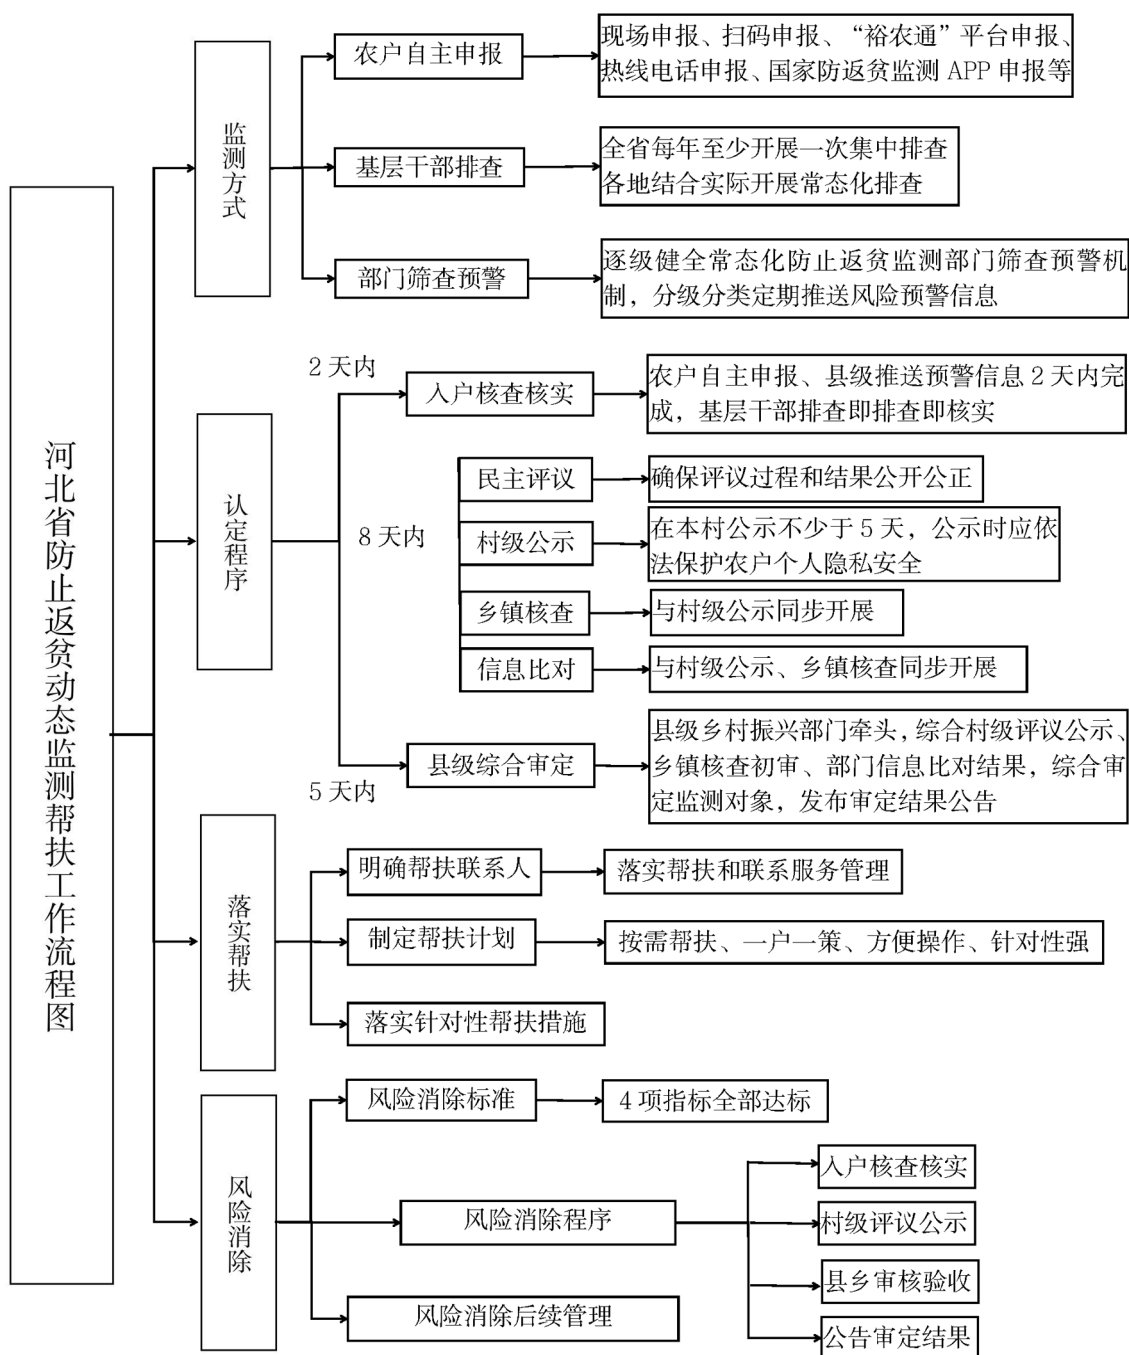 河北省防止返贫动态监测帮扶工作流程图
监测方式
农户自主申报
现场申报、扫码申报、“裕农通”平台申报、
热线电话申报、国家防返贫监测 APP 申报等
基层干部排查
全省每年至少开展一次集中排查
各地结合实际开展常态化排查
部门筛查预警
逐级健全常态化防止返贫监测部门筛查预警机
制，分级分类定期推送风险预警信息
认定程序
2 天内
入户核查核实
农户自主申报、县级推送预警信息 2 天内完
成，基层干部排查即排查即核实
8 天内
民主评议
确保评议过程和结果公开公正
村级公示
在本村公示不少于 5 天，公示时应依
法保护农户个人隐私安全
乡镇核查
与村级公示同步开展
信息比对
与村级公示、乡镇核查同步开展
5 天内
县级综合审定
县级乡村振兴部门牵头，综合村级评议公示、
乡镇核查初审、部门信息比对结果，综合审
定监测对象，发布审定结果公告
落实帮扶
明确帮扶联系人
落实帮扶和联系服务管理
制定帮扶计划
按需帮扶、一户一策、方便操作、针对性强
落实针对性帮扶措施
风险消除
风险消除标准
4 项指标全部达标
风险消除程序
入户核查核实
村级评议公示
县乡审核验收
公告审定结果
风险消除后续管理